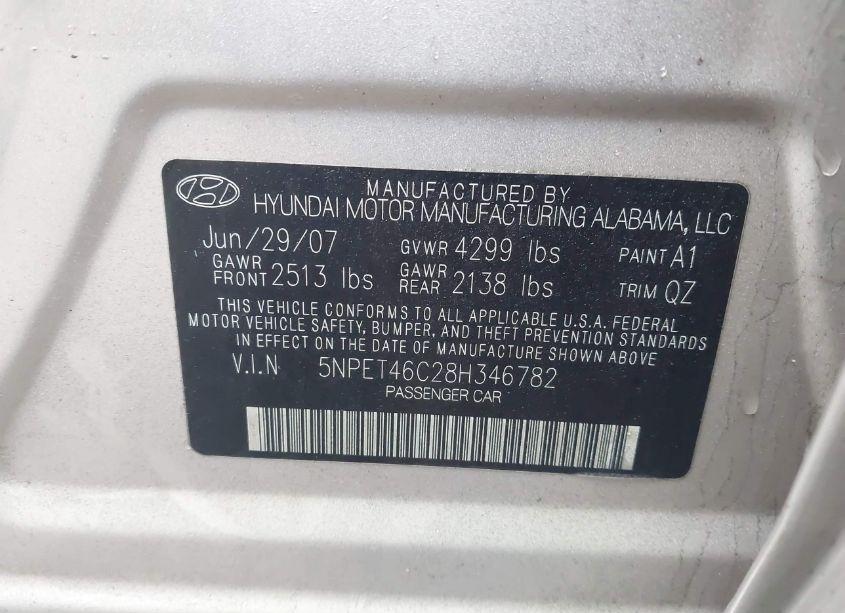 MANUFACTURED BY
HYUNDAI MOTOR MANUFACTURING ALABAMA, LLC
Jun/29/07 GVWR 4299 lbs PAINT A1
GAWR FRONT 2513 lbs GAWR REAR 2138 lbs TRIM QZ
THIS VEHICLE CONFORMS TO ALL APPLICABLE U.S.A. FEDERAL
MOTOR VEHICLE SAFETY, BUMPER, AND THEFT PREVENTION STANDARDS
IN EFFECT ON THE DATE OF MANUFACTURE SHOWN ABOVE
V.I.N 5NPET46C28H346782
PASSENGER CAR